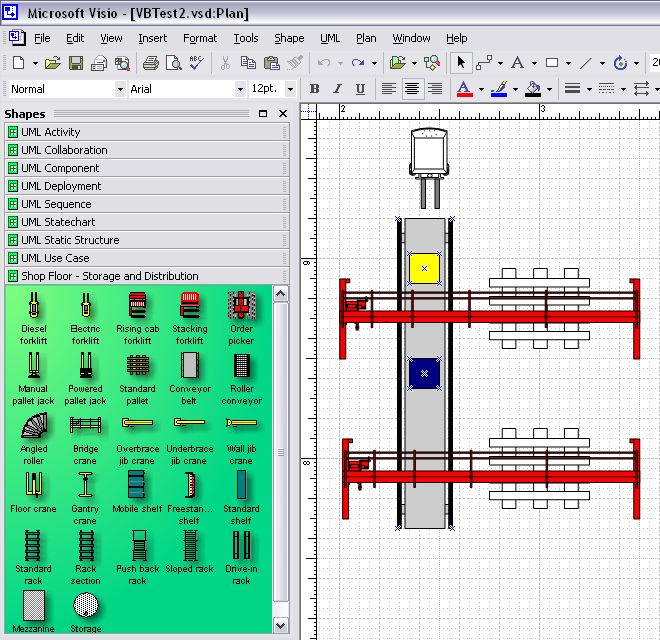 Microsoft Visio - [VBTest2.vsd:Plan]
File Edit View Insert Format Tools Shape UML Plan Window Help
Normal Arial 12pt. B I U A
Shapes
2 3
UML Activity
UML Collaboration
UML Component
UML Deployment
UML Sequence
UML Statechart
UML Static Structure
UML Use Case
9
Shop Floor - Storage and Distribution
Diesel Electric Rising cab Stacking Order
forklift forklift forklift forklift picker
Manual Powered Standard Conveyor Roller
pallet jack pallet jack pallet belt conveyor
Angled Bridge Overbrace Underbrace Wall jib
roller crane jib crane jib crane crane
8
Floor crane Gantry Mobile shelf Freestan... Standard
crane shelf shelf
Standard Rack Push back Sloped rack Drive-in
rack section rack rack
Mezzanine Storage